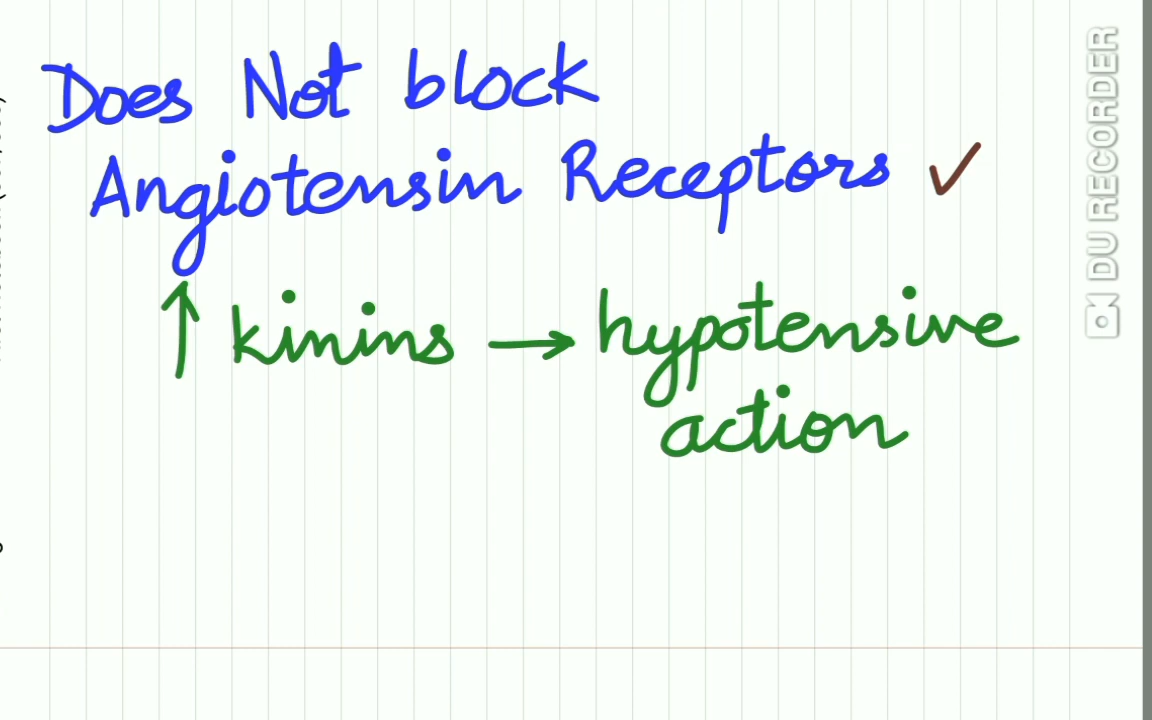 Does Not block
Angiotensin Receptors ✓
↑ kinins → hypotensive
action
DU RECORDER